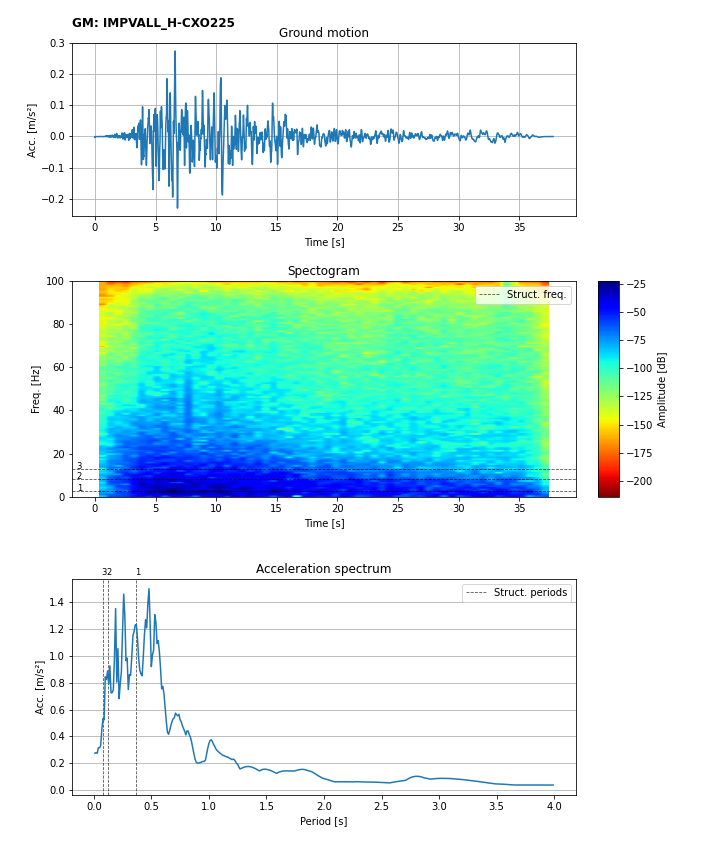 GM: IMPVALL_H-CXO225
Ground motion
0.3
0.2
0.1
0.0
−0.1
−0.2
Acc. [m/s²]
0 5 10 15 20 25 30 35
Time [s]
Spectogram
100
80
60
40
20
0
Freq. [Hz]
Struct. freq.
3
2
1
0 5 10 15 20 25 30 35
Time [s]
−25
−50
−75
−100
−125
−150
−175
−200
Amplitude [dB]
Acceleration spectrum
32 1
Struct. periods
1.4
1.2
1.0
0.8
0.6
0.4
0.2
0.0
Acc. [m/s²]
0.0 0.5 1.0 1.5 2.0 2.5 3.0 3.5 4.0
Period [s]